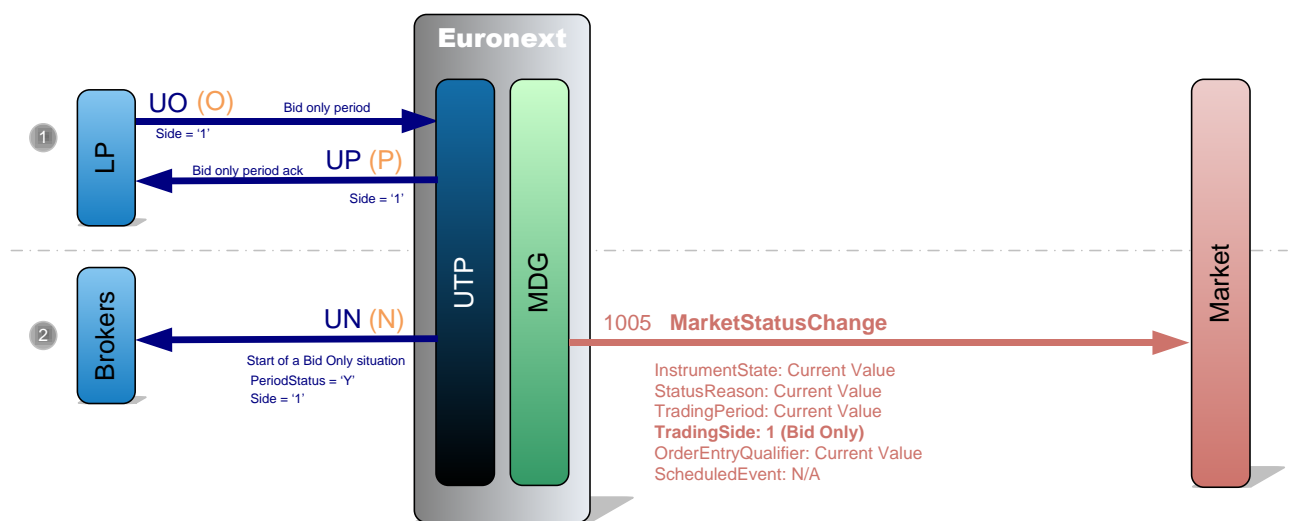 Euronext
1
LP
UO (O)
Bid only period
Side = ‘1’
UP (P)
Bid only period ack
Side = ‘1’
UTP
MDG
Market
2
Brokers
UN (N)
Start of a Bid Only situation
PeriodStatus = ‘Y’
Side = ‘1’
1005 MarketStatusChange
InstrumentState: Current Value
StatusReason: Current Value
TradingPeriod: Current Value
TradingSide: 1 (Bid Only)
OrderEntryQualifier: Current Value
ScheduledEvent: N/A